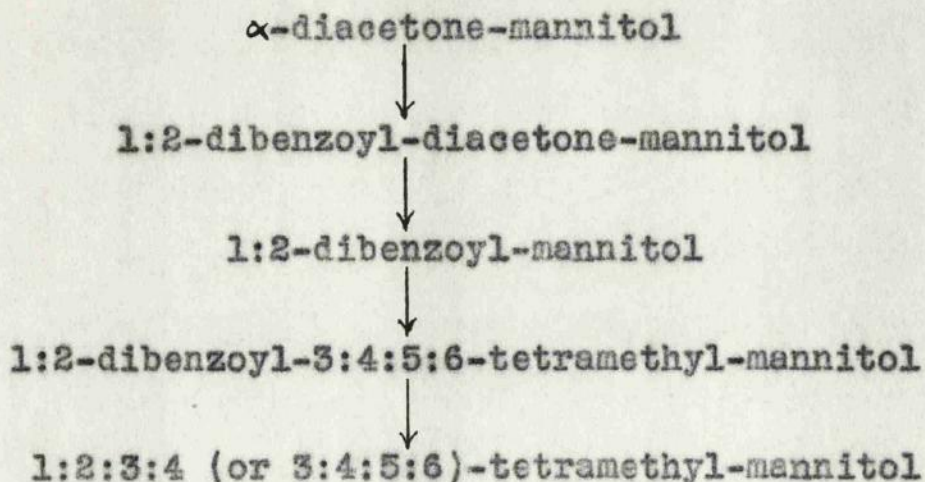 α-diacetone-mannitol
1:2-dibenzoyl-diacetone-mannitol
1:2-dibenzoyl-mannitol
1:2-dibenzoyl-3:4:5:6-tetramethyl-mannitol
1:2:3:4 (or 3:4:5:6)-tetramethyl-mannitol